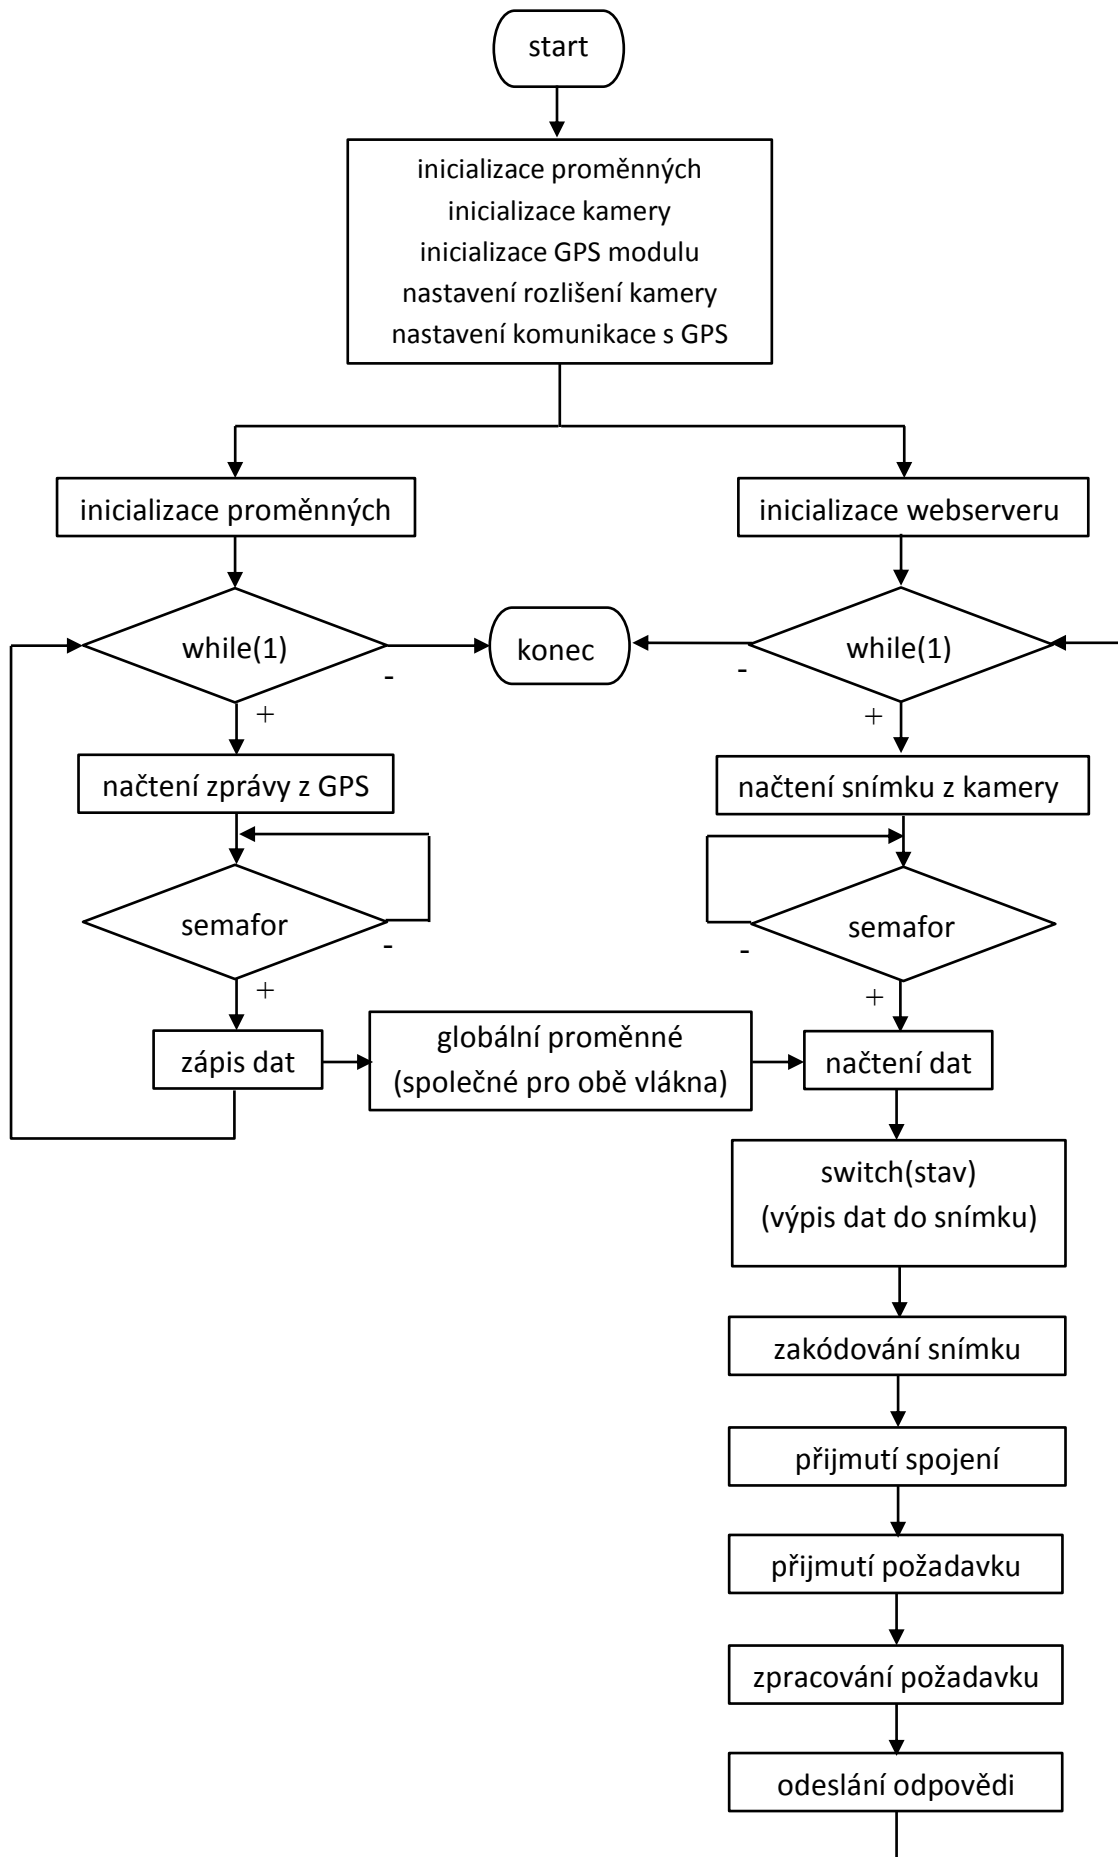 start
inicializace proměnných
inicializace kamery
inicializace GPS modulu
nastavení rozlišení kamery
nastavení komunikace s GPS
inicializace proměnných
inicializace webserveru
while(1)
konec
while(1)
-
-
+
+
načtení zprávy z GPS
načtení snímku z kamery
semafor
semafor
-
-
+
+
zápis dat
globální proměnné
(společné pro obě vlákna)
načtení dat
switch(stav)
(výpis dat do snímku)
zakódování snímku
přijmutí spojení
přijmutí požadavku
zpracování požadavku
odeslání odpovědi